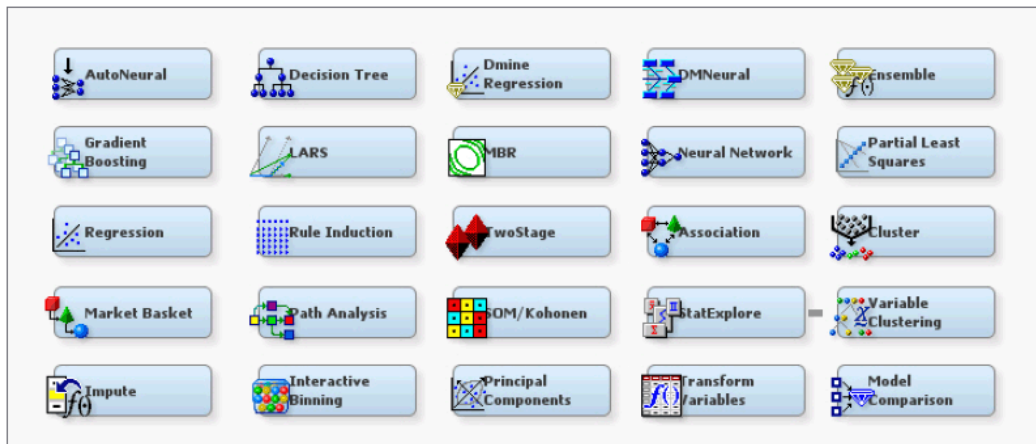 AutoNeural
Decision Tree
Dmine
Regression
DMNeural
Ensemble
Gradient
Boosting
LARS
MBR
Neural Network
Partial Least
Squares
Regression
Rule Induction
TwoStage
Association
Cluster
Market Basket
Path Analysis
SOM/Kohonen
StatExplore
Variable
Clustering
Impute
Interactive
Binning
Principal
Components
Transform
Variables
Model
Comparison